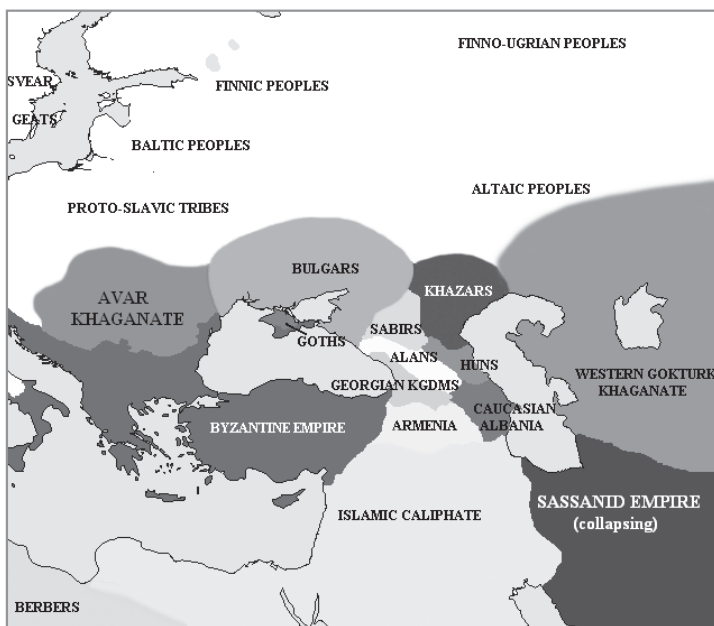 FINNO-UGRIAN PEOPLES
SVEAR
FINNIC PEOPLES
GEATS
BALTIC PEOPLES
ALTAIC PEOPLES
PROTO-SLAVIC TRIBES
BULGARS
AVAR
KHAGANATE
KHAZARS
SABIRS
GOTHS
ALANS
HUNS
WESTERN GOKTURK
KHAGANATE
GEORGIAN KGDMS
CAUCASIAN
ALBANIA
BYZANTINE EMPIRE
ARMENIA
SASSANID EMPIRE
(collapsing)
ISLAMIC CALIPHATE
BERBERS